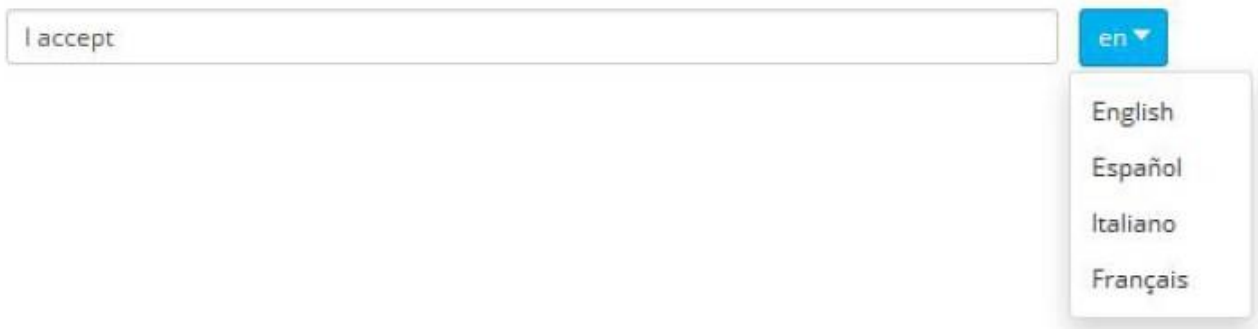 I accept
en
English
Español
Italiano
Français